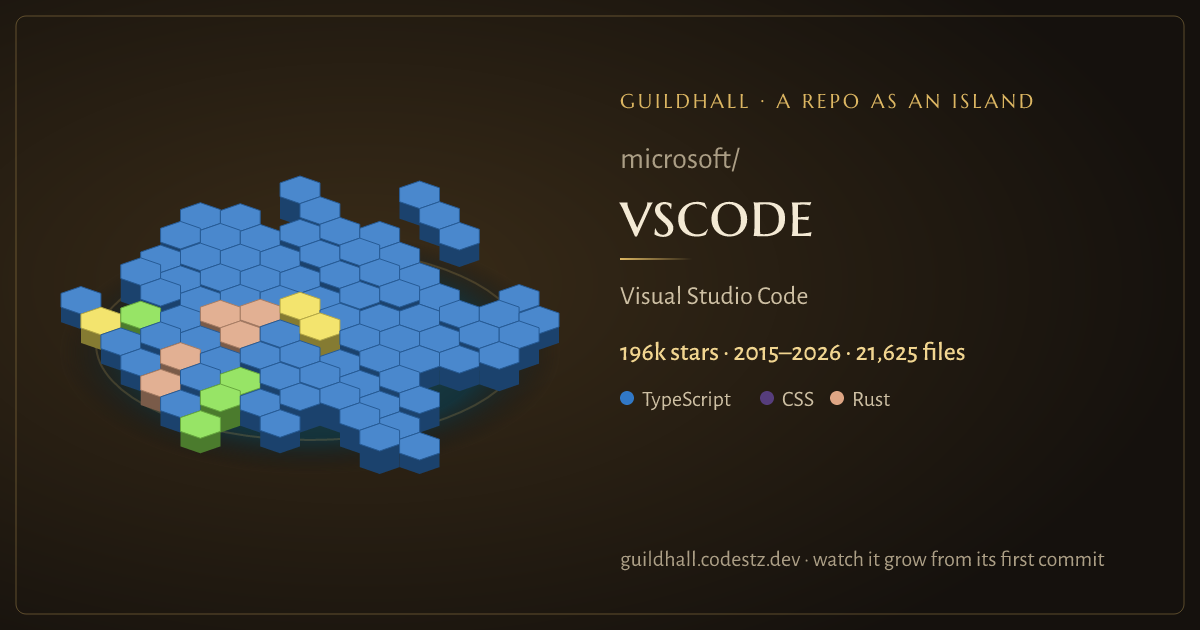 GUILDHALL · A REPO AS AN ISLAND
microsoft/
VSCODE
Visual Studio Code
196k stars · 2015–2026 · 21,625 files
TypeScript CSS Rust
guildhall.codestz.dev · watch it grow from its first commit